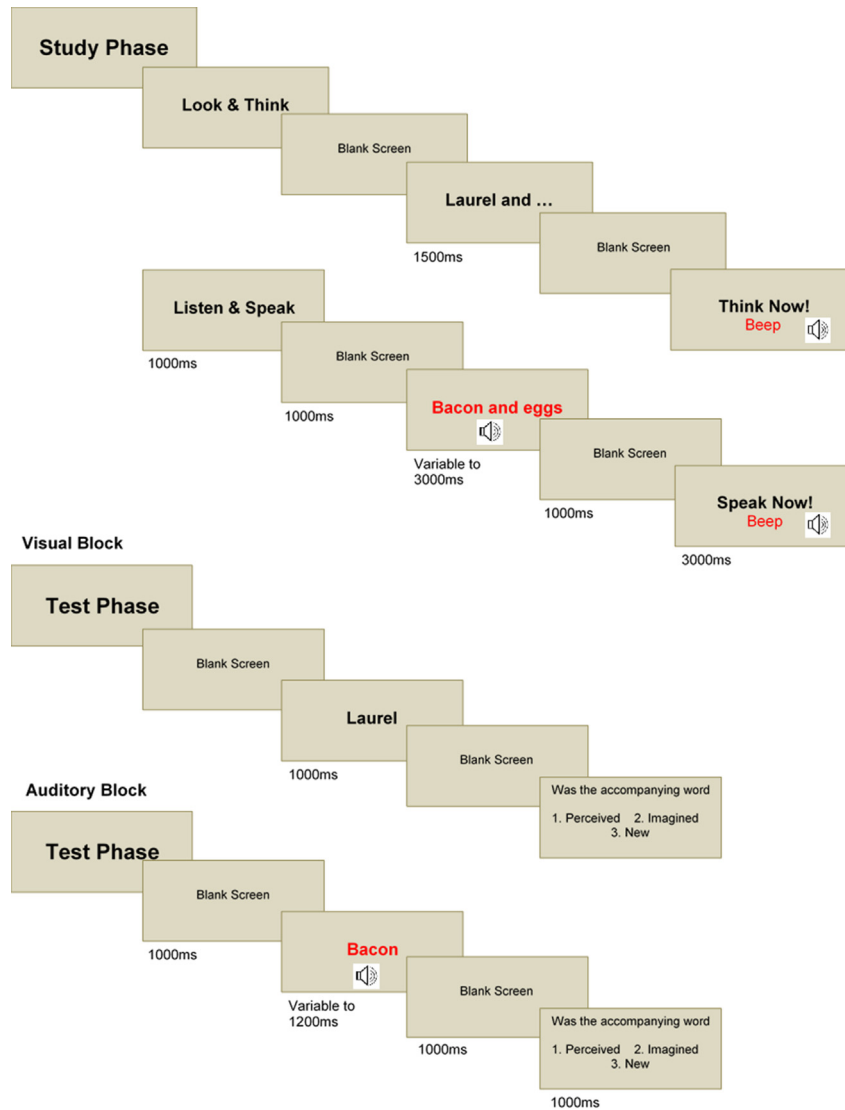 Study Phase
Look & Think
Blank Screen
Laurel and ...
1500ms
Blank Screen
Think Now!
Beep
Listen & Speak
1000ms
Blank Screen
1000ms
Bacon and eggs
Variable to
3000ms
Blank Screen
1000ms
Speak Now!
Beep
3000ms
Visual Block
Test Phase
Blank Screen
Laurel
1000ms
Blank Screen
Was the accompanying word
1. Perceived 2. Imagined
3. New
Auditory Block
Test Phase
Blank Screen
1000ms
Bacon
Variable to
1200ms
Blank Screen
1000ms
Was the accompanying word
1. Perceived 2. Imagined
3. New
1000ms